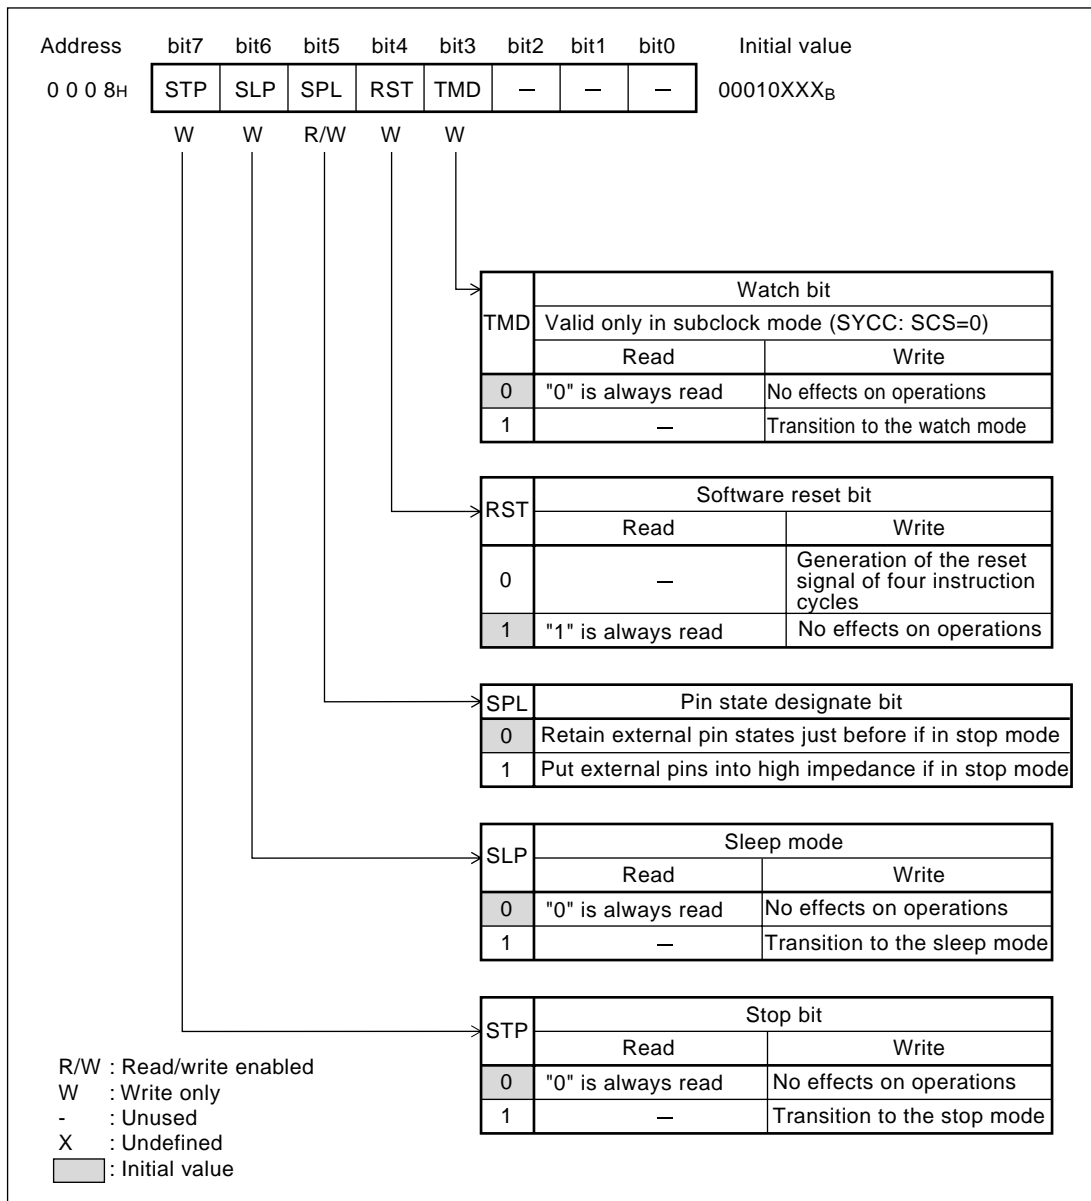 Address bit7 bit6 bit5 bit4 bit3 bit2 bit1 bit0 Initial value
0 0 0 8H STP SLP SPL RST TMD – – – 00010XXXB
W W R/W W W
Watch bit
TMD Valid only in subclock mode (SYCC: SCS=0)
Read Write
0 "0" is always read No effects on operations
1 – Transition to the watch mode
Software reset bit
RST
Read Write
0 – Generation of the reset
signal of four instruction
cycles
1 "1" is always read No effects on operations
SPL Pin state designate bit
0 Retain external pin states just before if in stop mode
1 Put external pins into high impedance if in stop mode
Sleep mode
SLP
Read Write
0 "0" is always read No effects on operations
1 – Transition to the sleep mode
Stop bit
STP
Read Write
0 "0" is always read No effects on operations
1 – Transition to the stop mode
R/W : Read/write enabled
W : Write only
- : Unused
X : Undefined
: Initial value